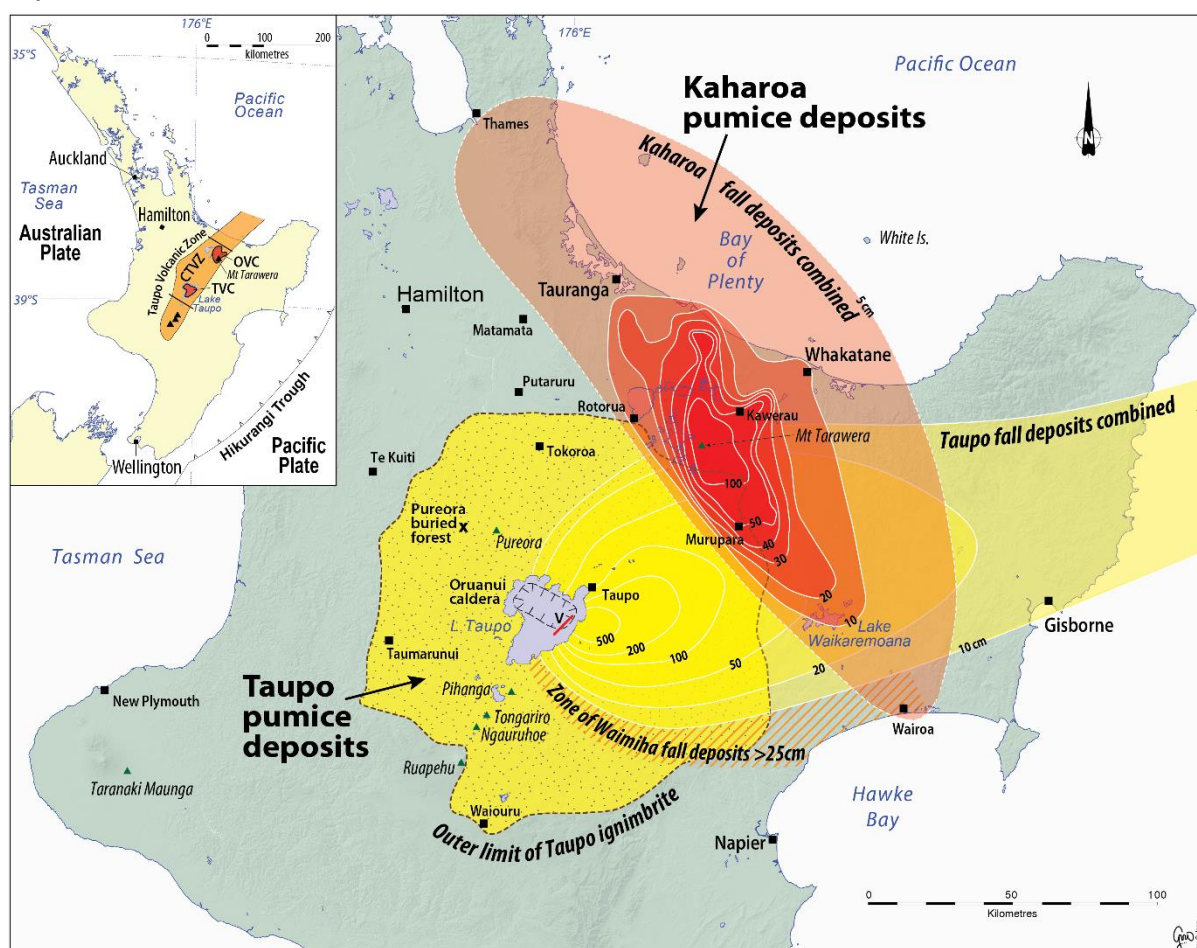 176°E
0 100 200
kilometres
35°S
Pacific
Ocean
Auckland
Tasman
Sea
Hamilton
Australian
Plate
Taupo Volcanic Zone
CTVZ
OVC
Mt Tarawera
TVC
Lake
Taupo
39°S
Hikurangi Trough
Wellington
Pacific
Plate
176°E
Pacific Ocean
N
Kaharoa
pumice deposits
Thames
Kaharoa fall deposits combined
5 cm
White Is.
Bay
of
Plenty
Tauranga
Hamilton
Matamata
Whakatane
Putaruru
Rotorua
Kawerau
Mt Tarawera
Taupo fall deposits combined
Tokoroa
Te Kuiti
100
50
40
30
20
10
Pureora
buried
forest
x
Pureora
Murupara
Tasman Sea
Oruanui
caldera
Taupo
V
L. Taupo
500
200
100
50
20
10 cm
Lake
Waikaremoana
Gisborne
Taumarunui
New Plymouth
Taupo
pumice
deposits
Pihanga
Tongariro
Ngauruhoe
Zone of Waimiha fall deposits >25cm
Wairoa
Ruapehu
Taranaki Maunga
Waiouru
Outer limit of Taupo ignimbrite
Hawke
Bay
Napier
0 50 100
Kilometres